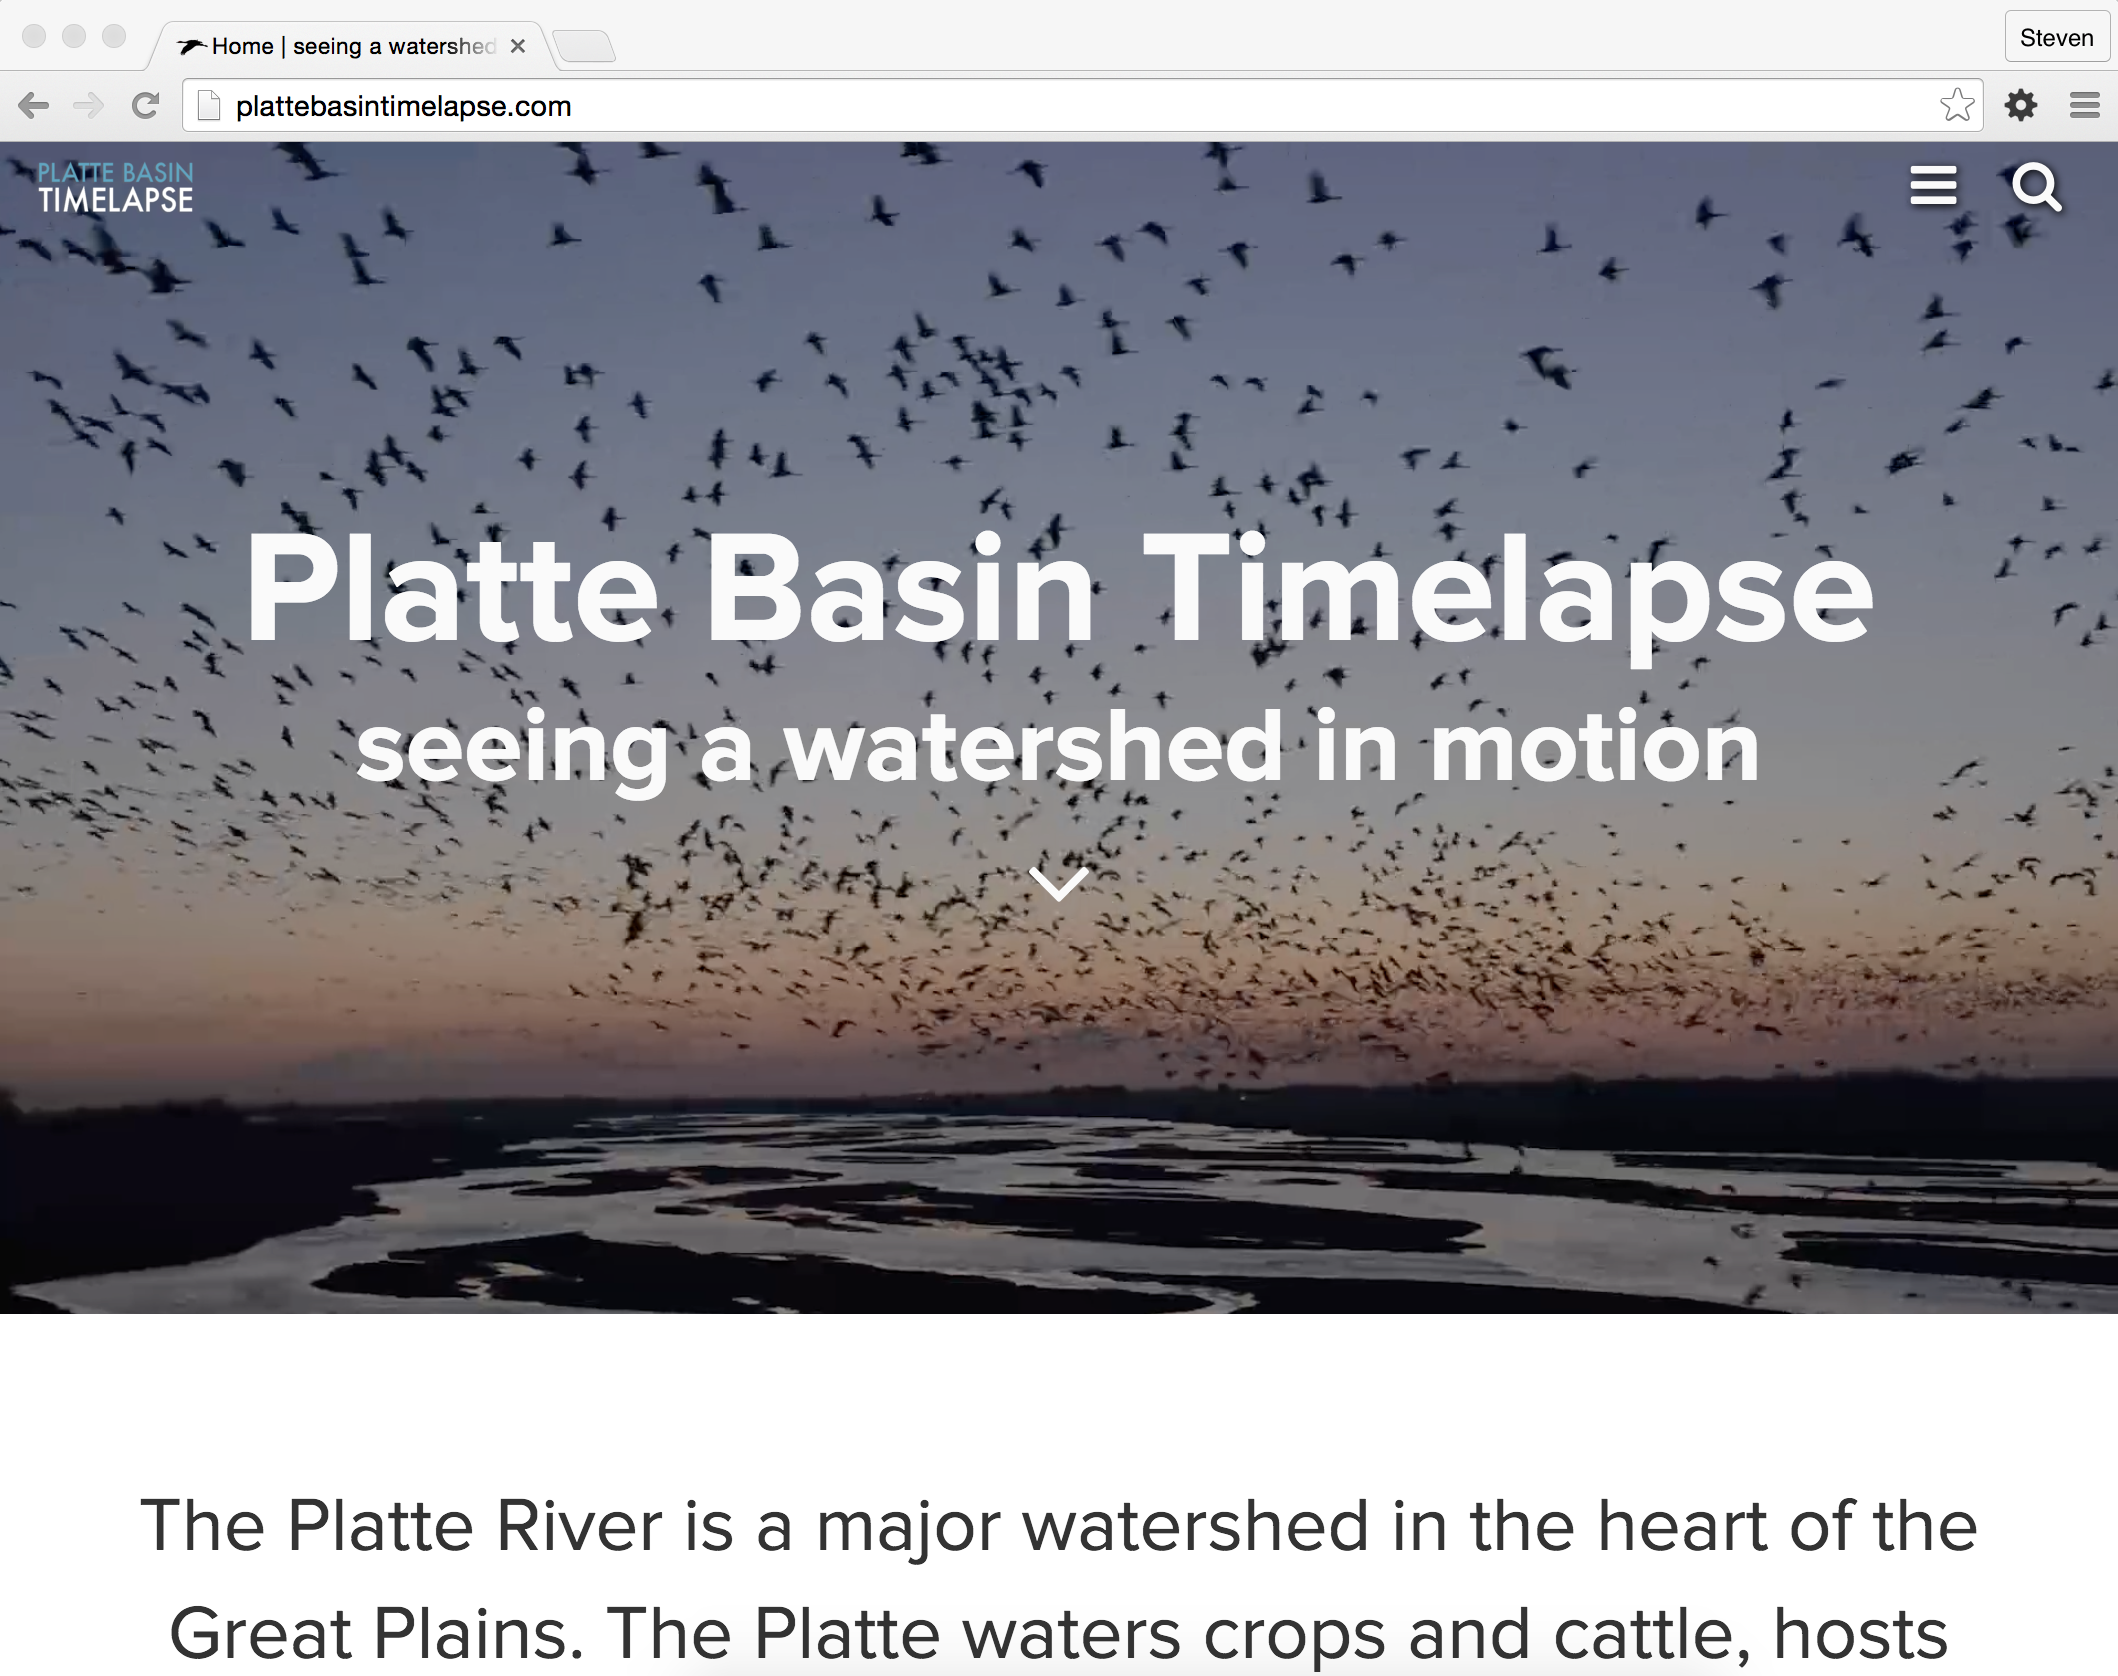 Home | seeing a watershed
Steven
plattebasintimelapse.com
PLATTE BASIN
TIMELAPSE
Platte Basin Timelapse
seeing a watershed in motion
The Platte River is a major watershed in the heart of the
Great Plains. The Platte waters crops and cattle, hosts